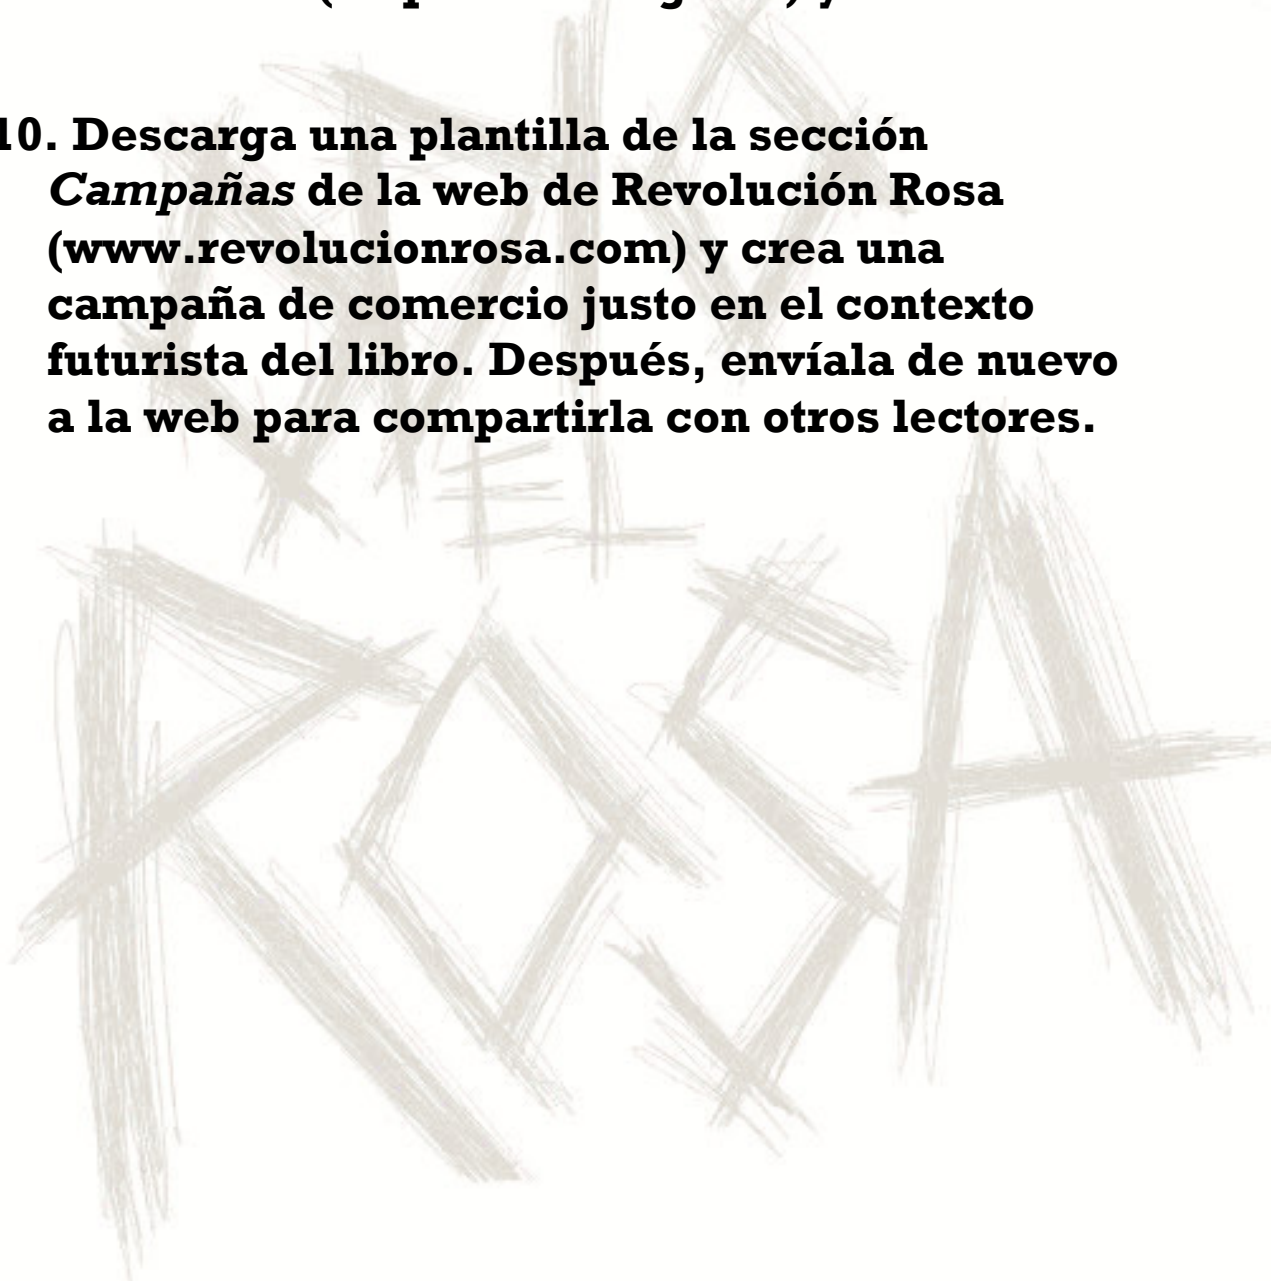 10. Descarga una plantilla de la sección
Campañas de la web de Revolución Rosa
(www.revolucionrosa.com) y crea una
campaña de comercio justo en el contexto
futurista del libro. Después, envíala de nuevo
a la web para compartirla con otros lectores.
ODIO
EL
ROSA